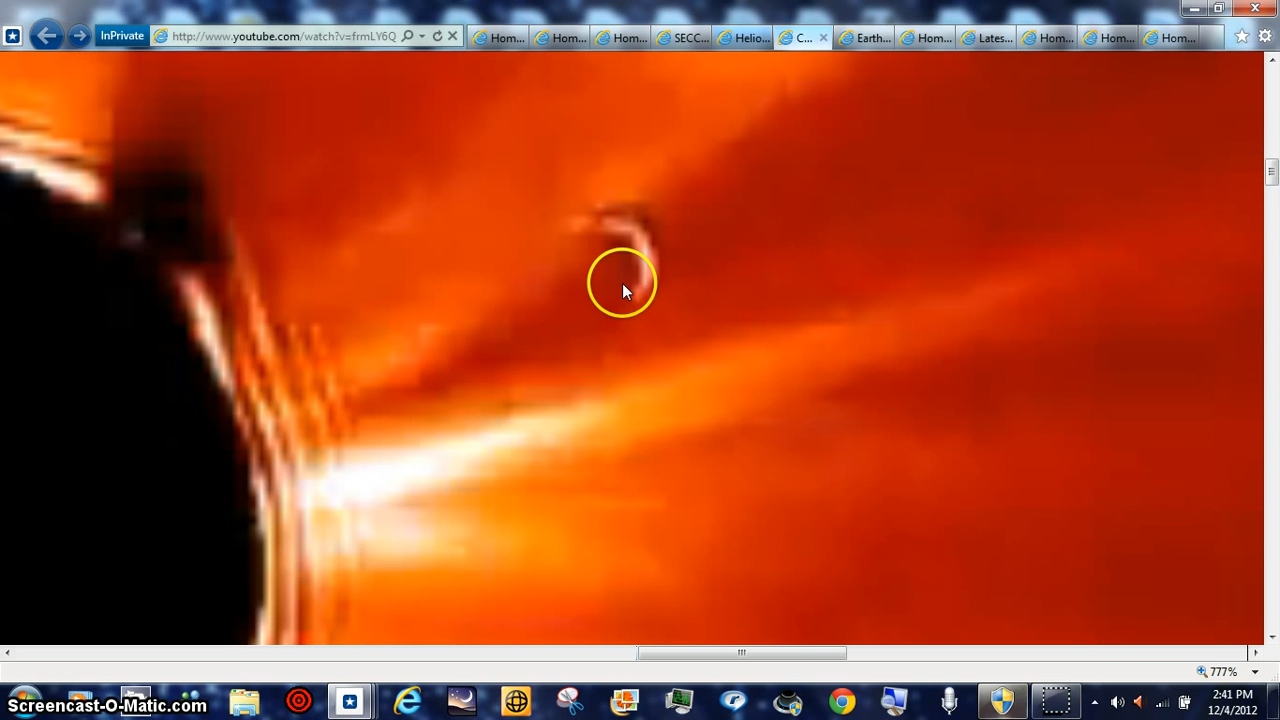 InPrivate
http://www.youtube.com/watch?v=frmLY6Q
Hom...
Hom...
Hom...
SECC...
Helio...
C...
Earth...
Hom...
Lates...
Hom...
Hom...
Hom...
777%
2:41 PM
12/4/2012
Screencast-O-Matic.com